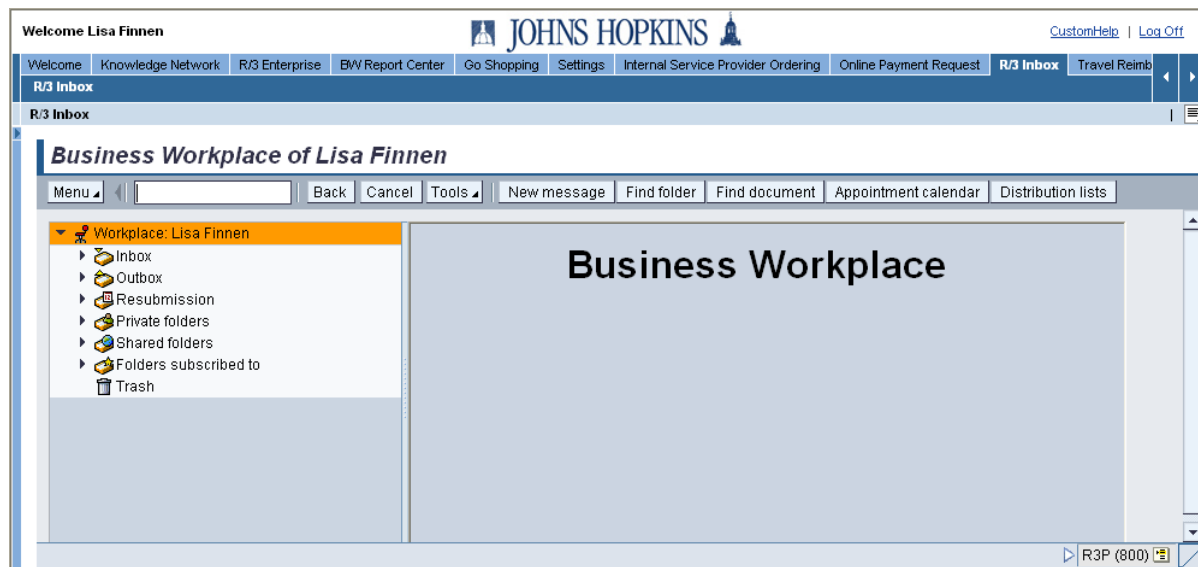 Welcome Lisa Finnen JOHNS HOPKINS CustomHelp | Log Off
Welcome Knowledge Network R/3 Enterprise BW Report Center Go Shopping Settings Internal Service Provider Ordering Online Payment Request R/3 Inbox Travel Reimb
R/3 Inbox
R/3 Inbox
Business Workplace of Lisa Finnen
Menu Back Cancel Tools New message Find folder Find document Appointment calendar Distribution lists
Workplace: Lisa Finnen
Inbox
Outbox
Resubmission
Private folders
Shared folders
Folders subscribed to
Trash
Business Workplace
R3P (800)